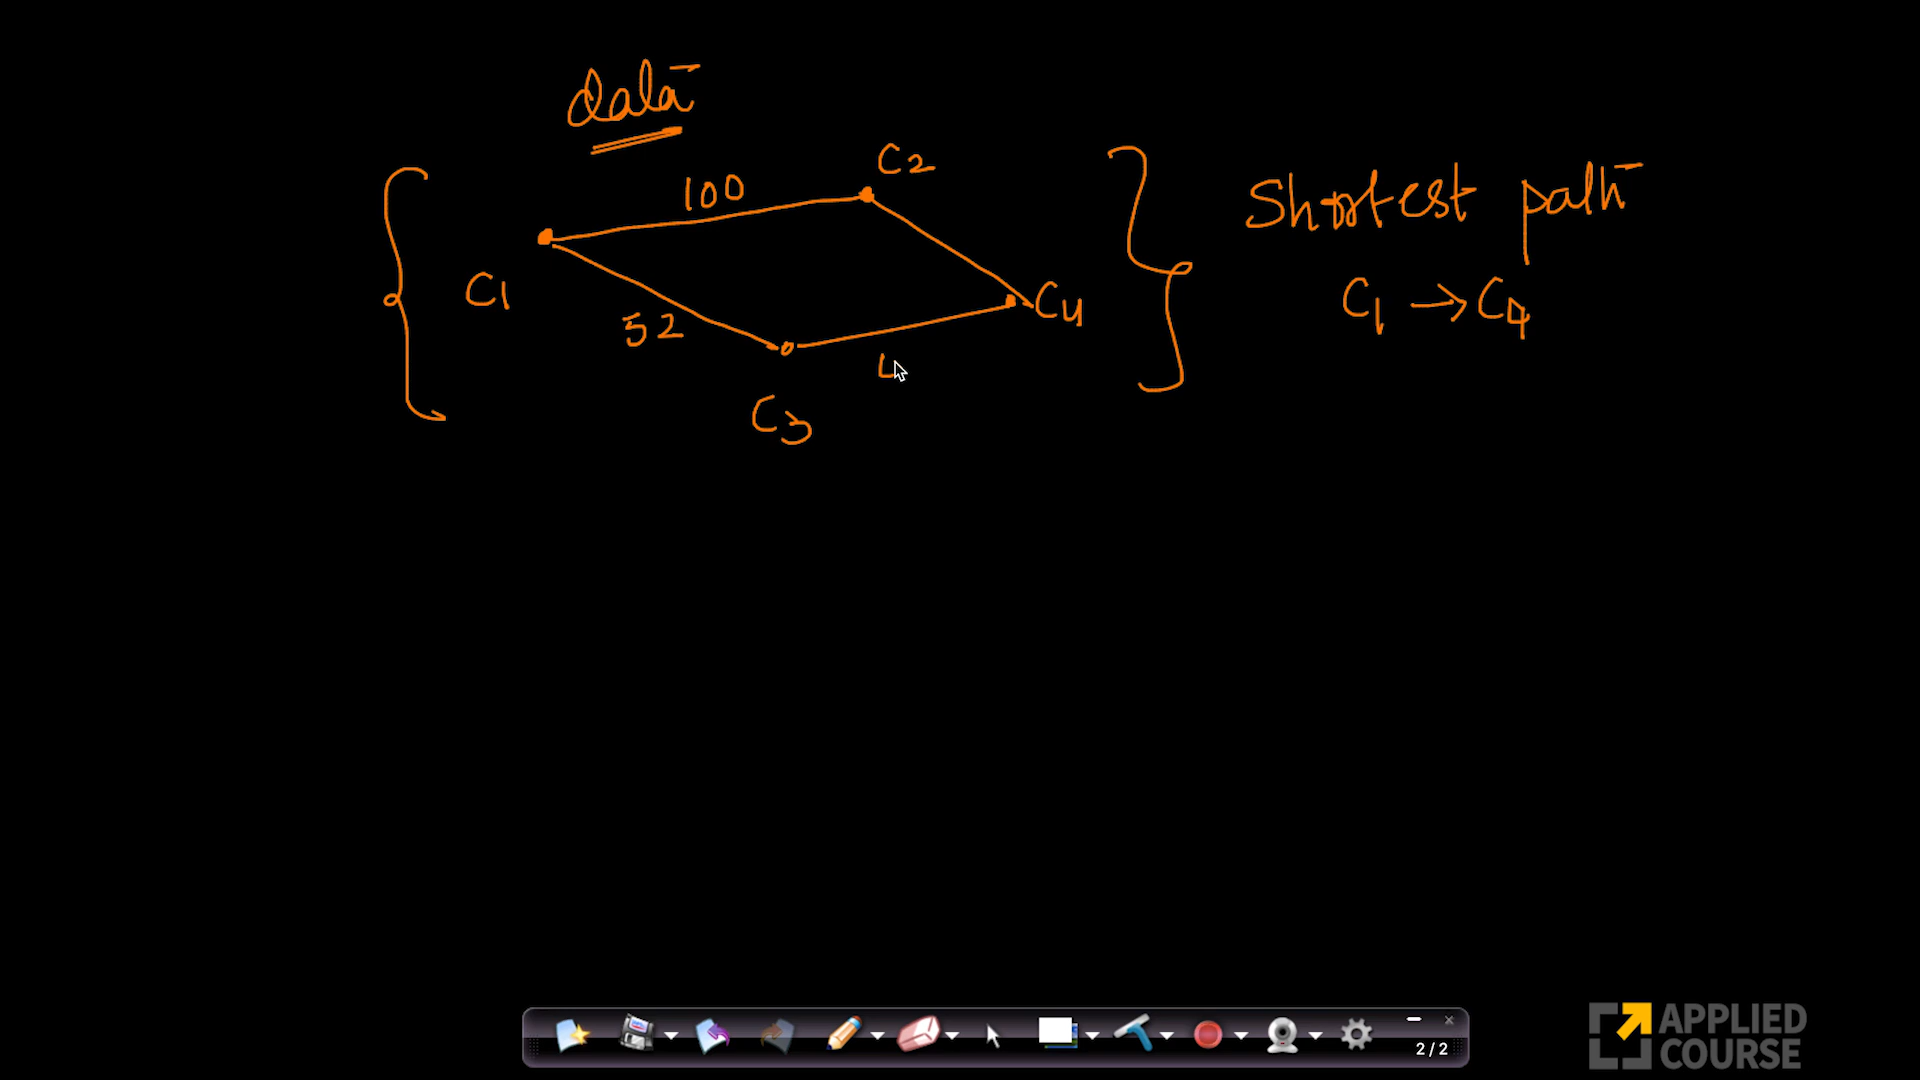 data
C2
100
Shortest path
C1
C4
C1 → C4
52
C3
2/2
APPLIED
COURSE